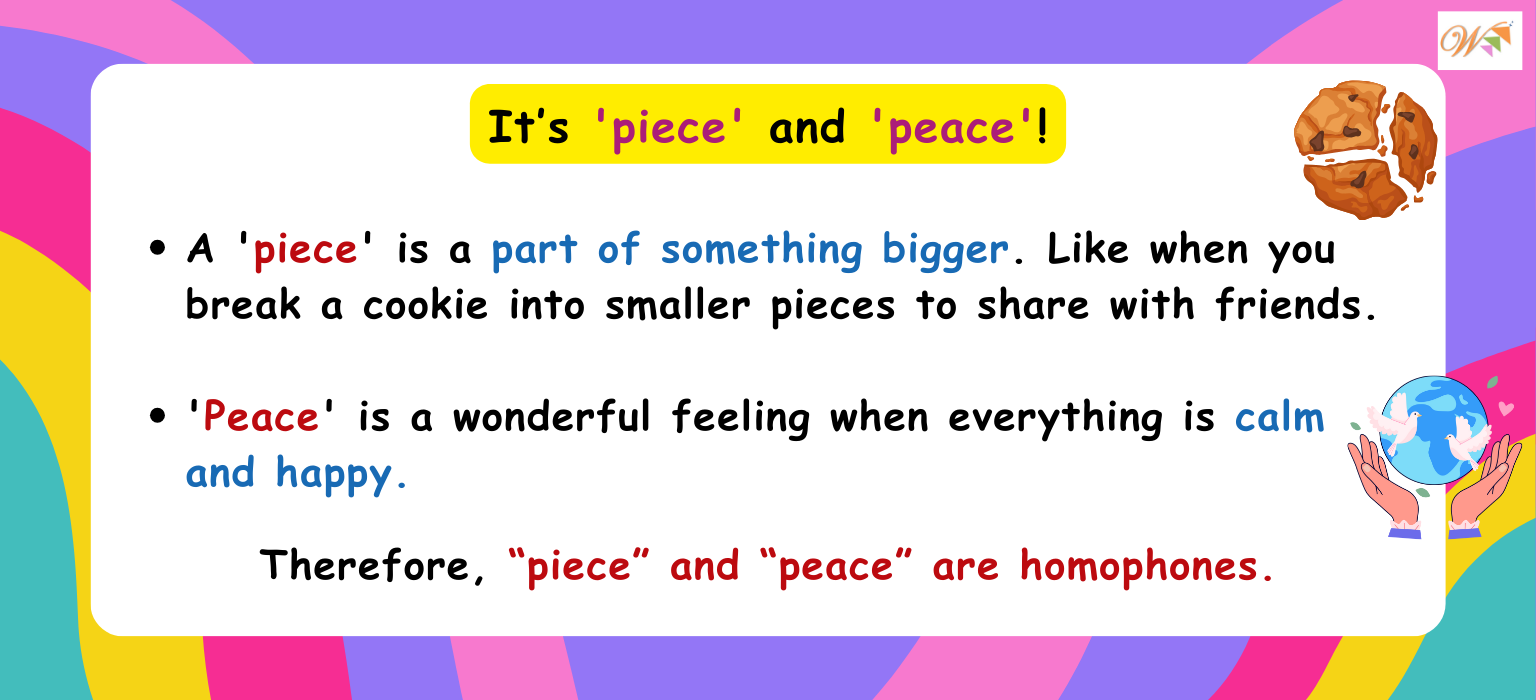 It’s 'piece' and 'peace'!
• A 'piece' is a part of something bigger. Like when you
break a cookie into smaller pieces to share with friends.
• 'Peace' is a wonderful feeling when everything is calm
and happy.
Therefore, “piece” and “peace” are homophones.
W